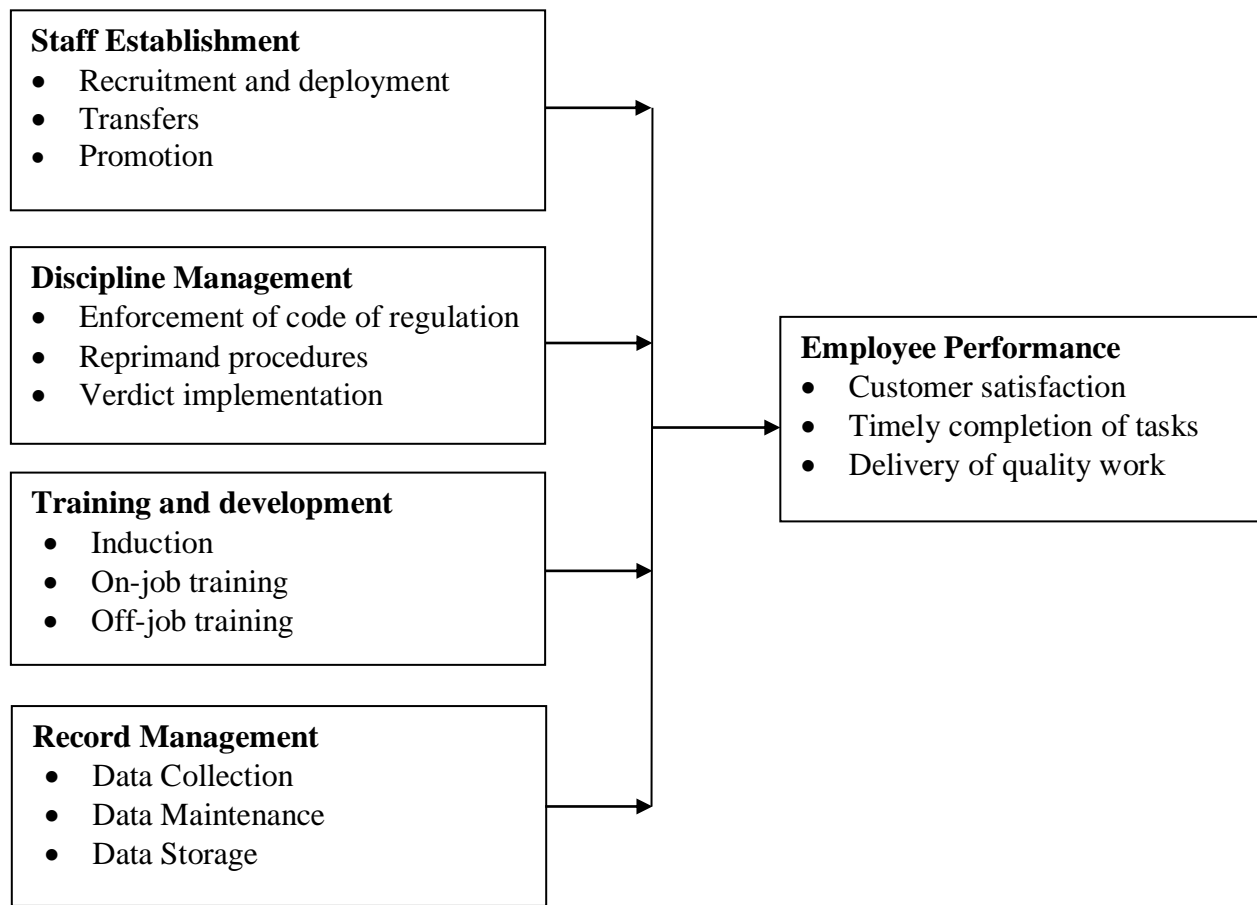 Staff Establishment
• Recruitment and deployment
• Transfers
• Promotion
Discipline Management
• Enforcement of code of regulation
• Reprimand procedures
• Verdict implementation
Training and development
• Induction
• On-job training
• Off-job training
Record Management
• Data Collection
• Data Maintenance
• Data Storage
Employee Performance
• Customer satisfaction
• Timely completion of tasks
• Delivery of quality work